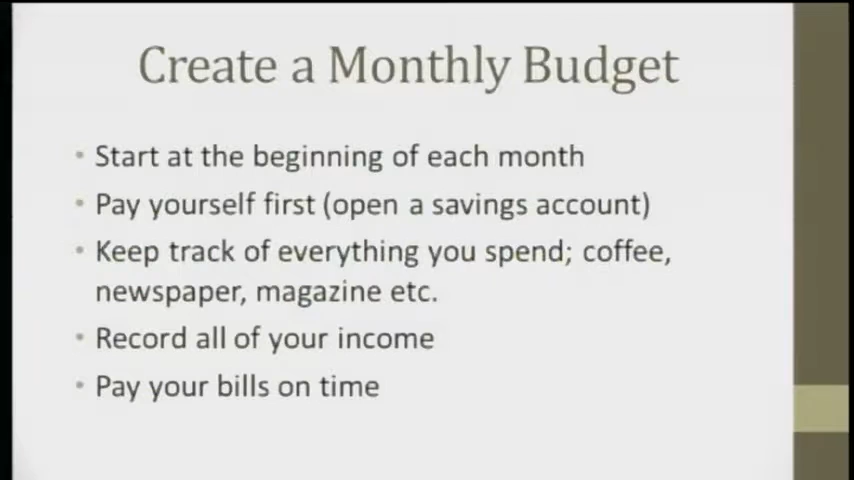 Create a Monthly Budget
• Start at the beginning of each month
• Pay yourself first (open a savings account)
• Keep track of everything you spend; coffee,
newspaper, magazine etc.
• Record all of your income
• Pay your bills on time